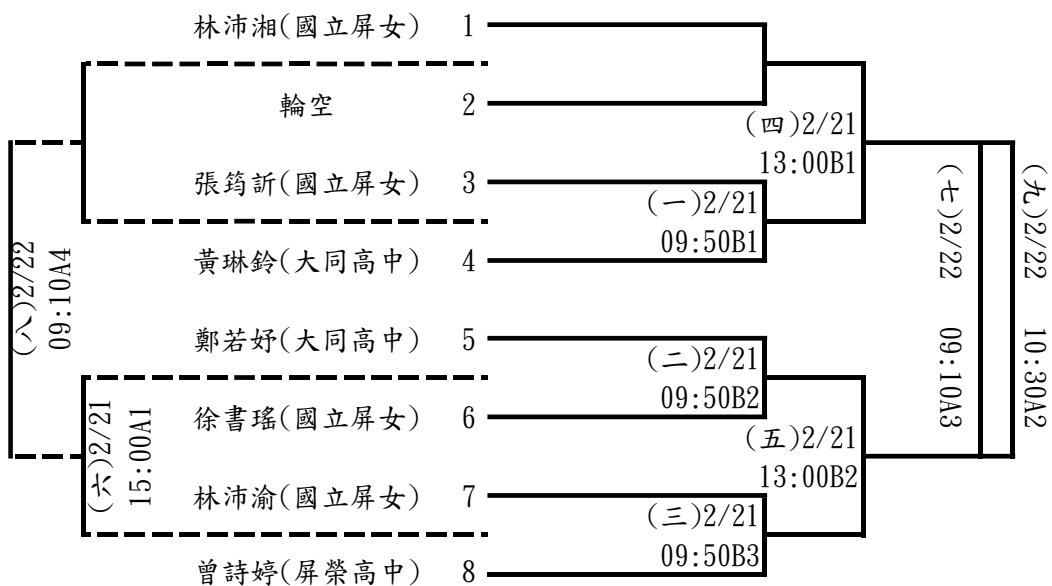 林沛湘(國立屏女) 1
輪空 2
(四)2/21
13:00B1
張筠訢(國立屏女) 3
(一)2/21
09:50B1
黃琳鈴(大同高中) 4
(八)2/22
09:10A4
(七)2/22 09:10A3
(九)2/22 10:30A2
鄭若妤(大同高中) 5
(二)2/21
09:50B2
徐書瑤(國立屏女) 6
(六)2/21
15:00A1
(五)2/21
13:00B2
林沛渝(國立屏女) 7
(三)2/21
09:50B3
曾詩婷(屏榮高中) 8